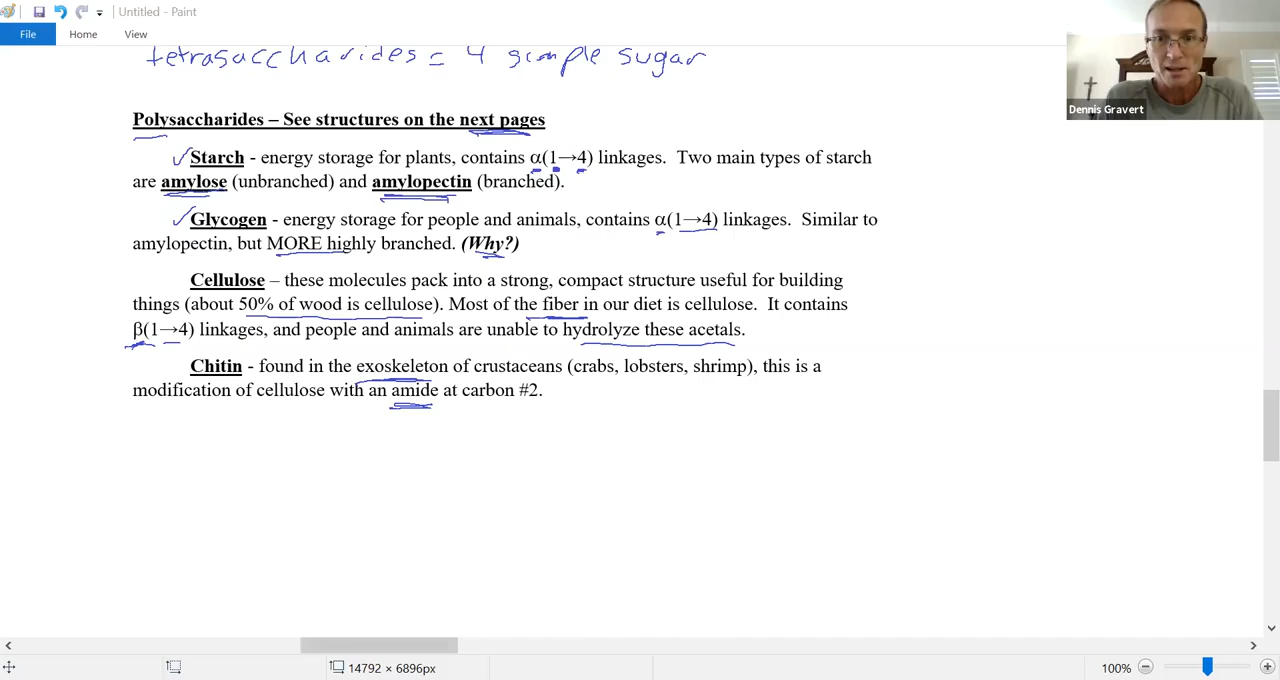 Untitled - Paint
File Home View
tetrasaccharides = 4 simple sugar
Dennis Gravert
Polysaccharides – See structures on the next pages
Starch - energy storage for plants, contains α(1→4) linkages. Two main types of starch
are amylose (unbranched) and amylopectin (branched).
Glycogen - energy storage for people and animals, contains α(1→4) linkages. Similar to
amylopectin, but MORE highly branched. (Why?)
Cellulose – these molecules pack into a strong, compact structure useful for building
things (about 50% of wood is cellulose). Most of the fiber in our diet is cellulose. It contains
β(1→4) linkages, and people and animals are unable to hydrolyze these acetals.
Chitin - found in the exoskeleton of crustaceans (crabs, lobsters, shrimp), this is a
modification of cellulose with an amide at carbon #2.
14792 × 6896px
100%